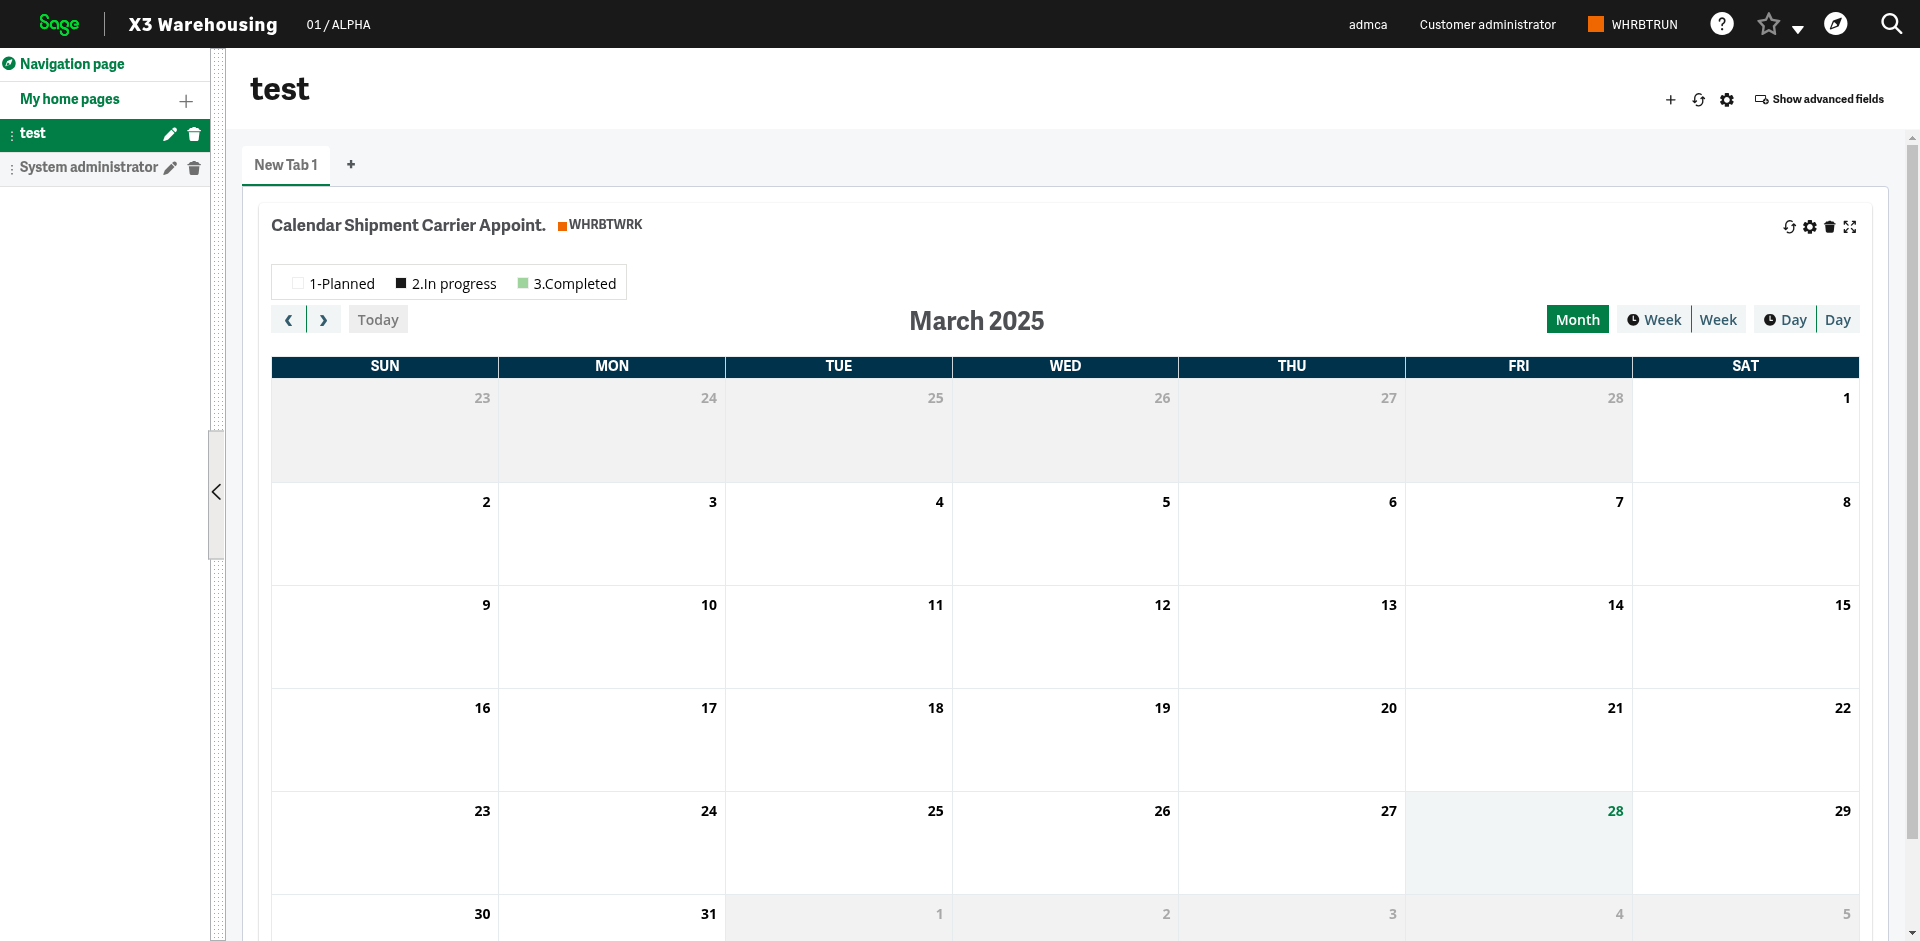 Sage X3 Warehousing 01/ALPHA admca Customer administrator WHRBTRUN
Navigation page
My home pages
test
System administrator
test
Show advanced fields
New Tab 1
Calendar Shipment Carrier Appoint. WHRBTWRK
1-Planned 2.In progress 3.Completed
Today March 2025 Month Week Week Day Day
SUN MON TUE WED THU FRI SAT
23 24 25 26 27 28 1
2 3 4 5 6 7 8
9 10 11 12 13 14 15
16 17 18 19 20 21 22
23 24 25 26 27 28 29
30 31 1 2 3 4 5